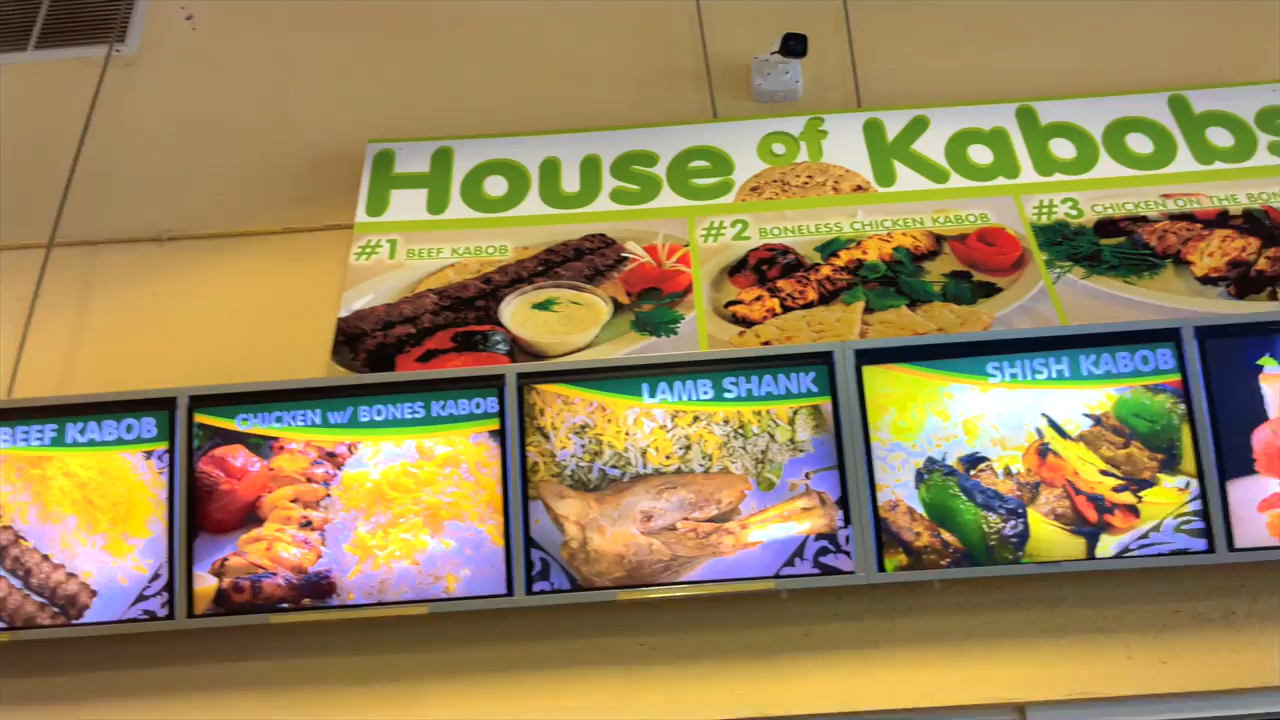 House of Kabobs
#1 BEEF KABOB
#2 BONELESS CHICKEN KABOB
#3 CHICKEN ON THE
BEEF KABOB
CHICKEN w/ BONES KABOB
LAMB SHANK
SHISH KABOB